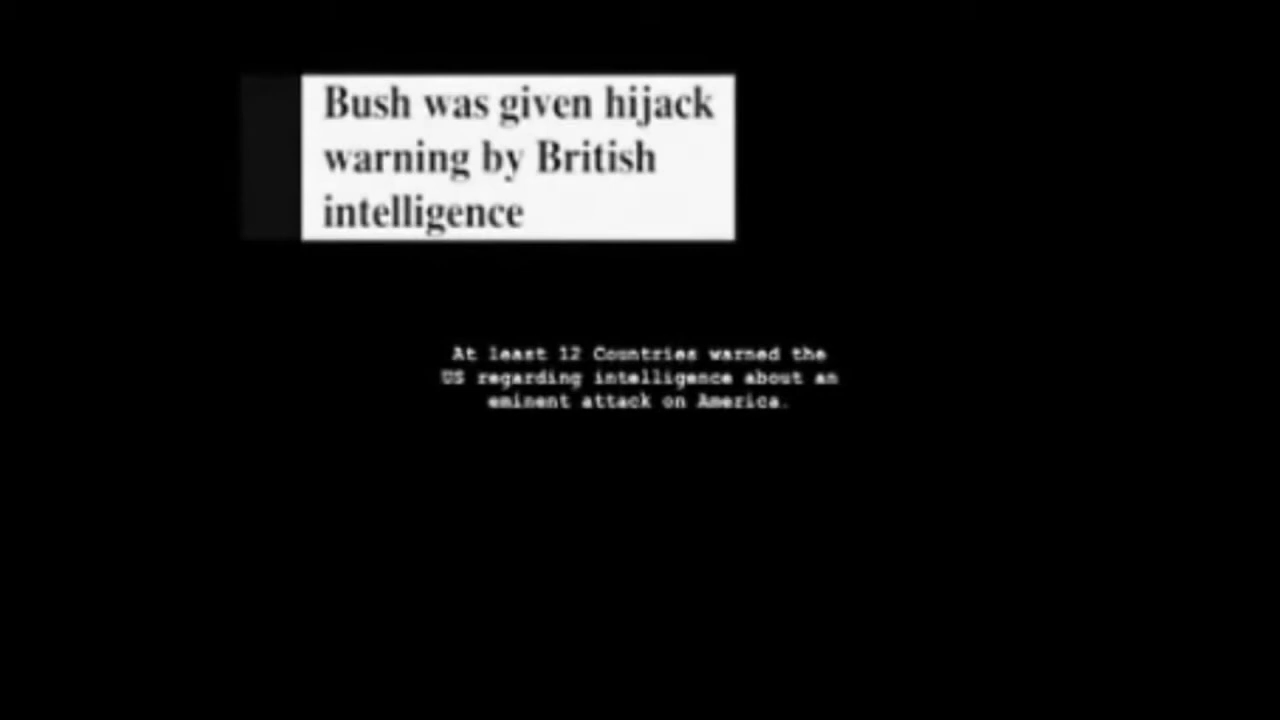 Bush was given hijack
warning by British
intelligence
At least 12 Countries warned the
US regarding intelligence about an
eminent attack on America.